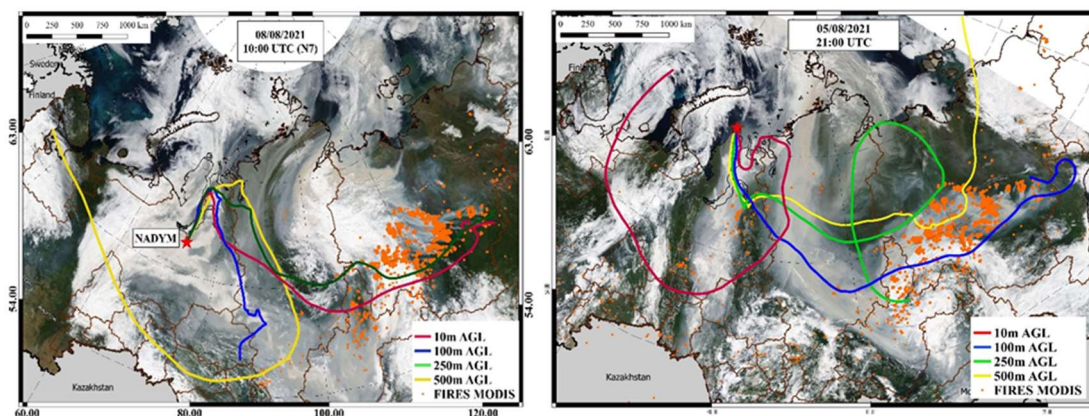 0 250 500 1000 km
08/08/2021
10:00 UTC (N7)
Sweden
Finland
63.00
63.00
NADYM
54.00
54.00
10m AGL
100m AGL
250m AGL
500m AGL
FIRES MODIS
Kazakhstan
60.00 80.00 100.00 120.00
0 250 500 1000 km
05/08/2021
21:00 UTC
Finland
10m AGL
100m AGL
250m AGL
500m AGL
FIRES MODIS
Kazakhstan